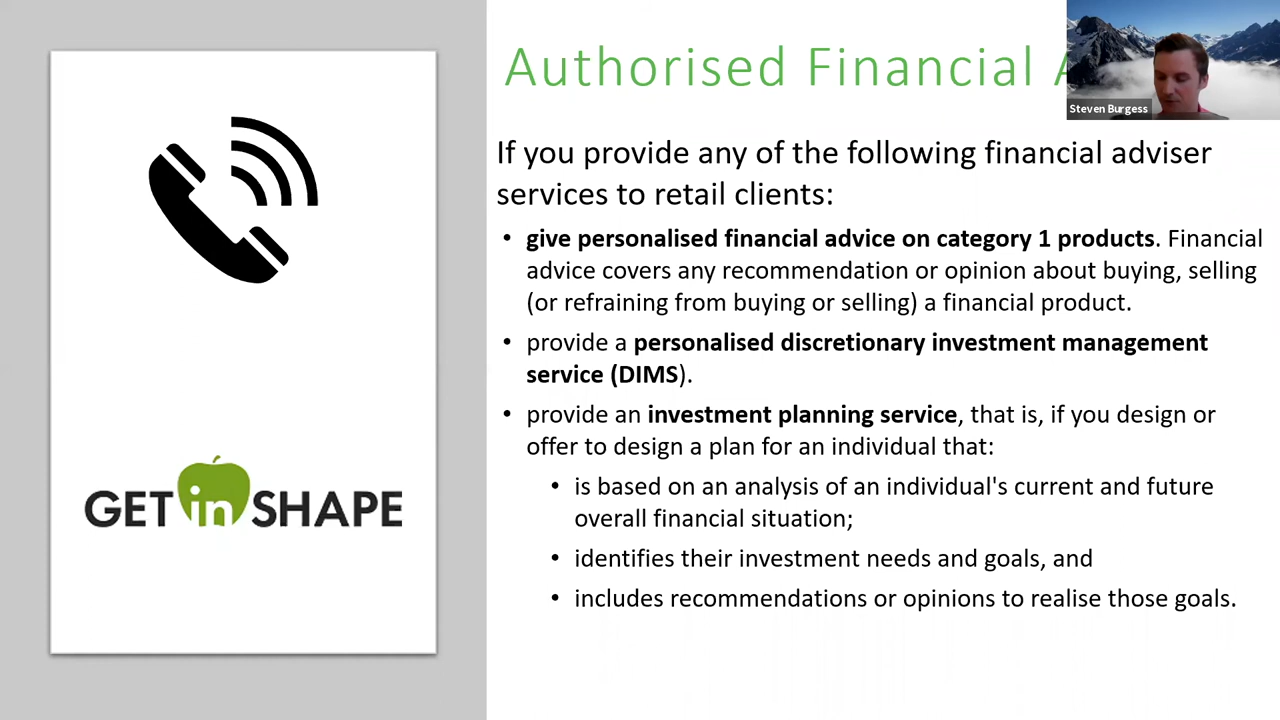 Authorised Financial
Steven Burgess
If you provide any of the following financial adviser
services to retail clients:
• give personalised financial advice on category 1 products. Financial
advice covers any recommendation or opinion about buying, selling
(or refraining from buying or selling) a financial product.
• provide a personalised discretionary investment management
service (DIMS).
• provide an investment planning service, that is, if you design or
offer to design a plan for an individual that:
• is based on an analysis of an individual's current and future
overall financial situation;
• identifies their investment needs and goals, and
• includes recommendations or opinions to realise those goals.
GET in SHAPE